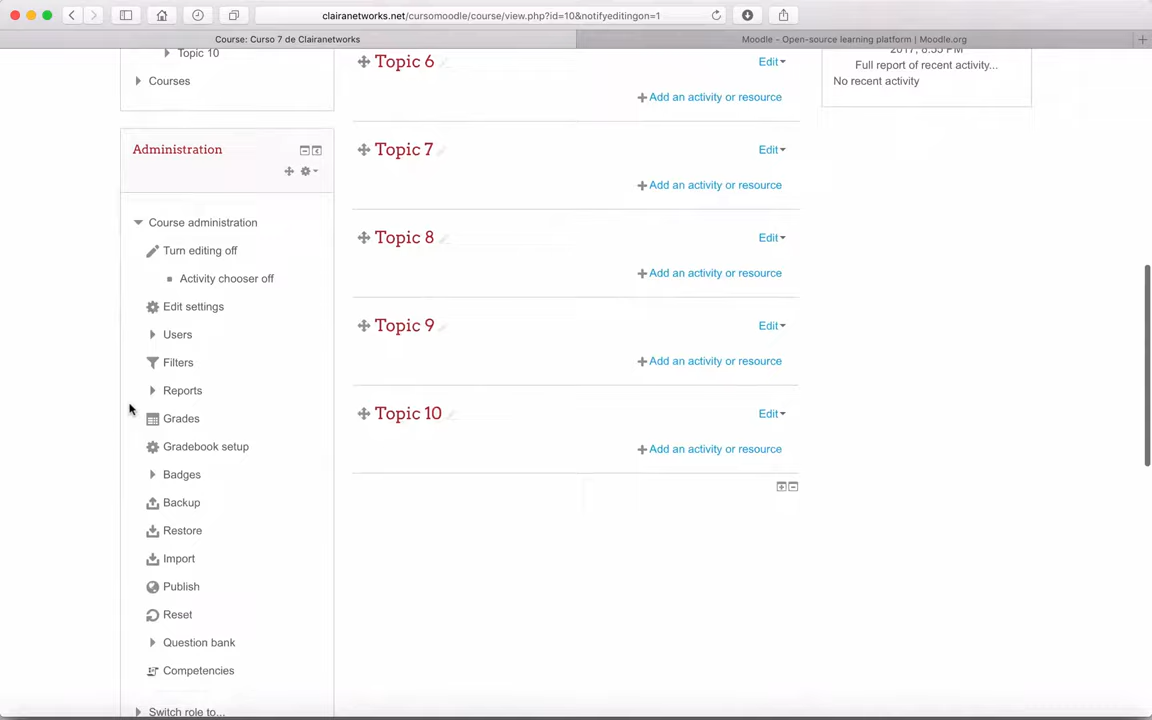 clairanetworks.net/cursomoodle/course/view.php?id=10&notifyeditingon=1
Course: Curso 7 de Clairanetworks
Moodle - Open-source learning platform | Moodle.org
Topic 10
Courses
Administration
Course administration
Turn editing off
Activity chooser off
Edit settings
Users
Filters
Reports
Grades
Gradebook setup
Badges
Backup
Restore
Import
Publish
Reset
Question bank
Competencies
Switch role to...
Topic 6
Edit
Add an activity or resource
Topic 7
Edit
Add an activity or resource
Topic 8
Edit
Add an activity or resource
Topic 9
Edit
Add an activity or resource
Topic 10
Edit
Add an activity or resource
2017, 8:55 PM
Full report of recent activity...
No recent activity